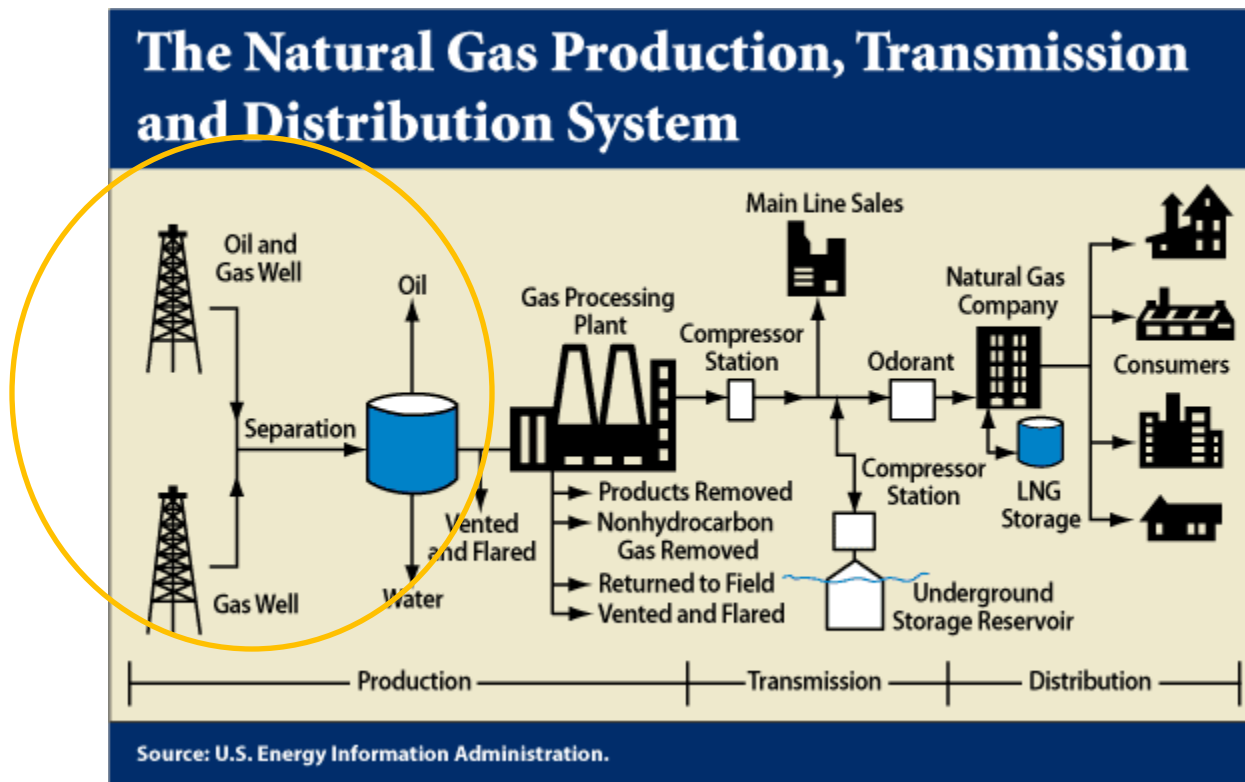 The Natural Gas Production, Transmission
and Distribution System
Oil and
Gas Well
Oil
Separation
Gas Well
Water
Vented
and Flared
Gas Processing
Plant
Products Removed
Nonhydrocarbon
Gas Removed
Returned to Field
Vented and Flared
Compressor
Station
Main Line Sales
Odorant
Compressor
Station
Underground
Storage Reservoir
Natural Gas
Company
LNG
Storage
Consumers
Production
Transmission
Distribution
Source: U.S. Energy Information Administration.